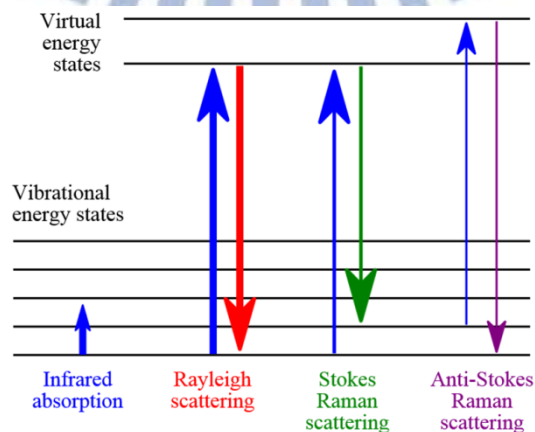 Virtual
energy
states
Vibrational
energy states
Infrared
absorption
Rayleigh
scattering
Stokes
Raman
scattering
Anti-Stokes
Raman
scattering